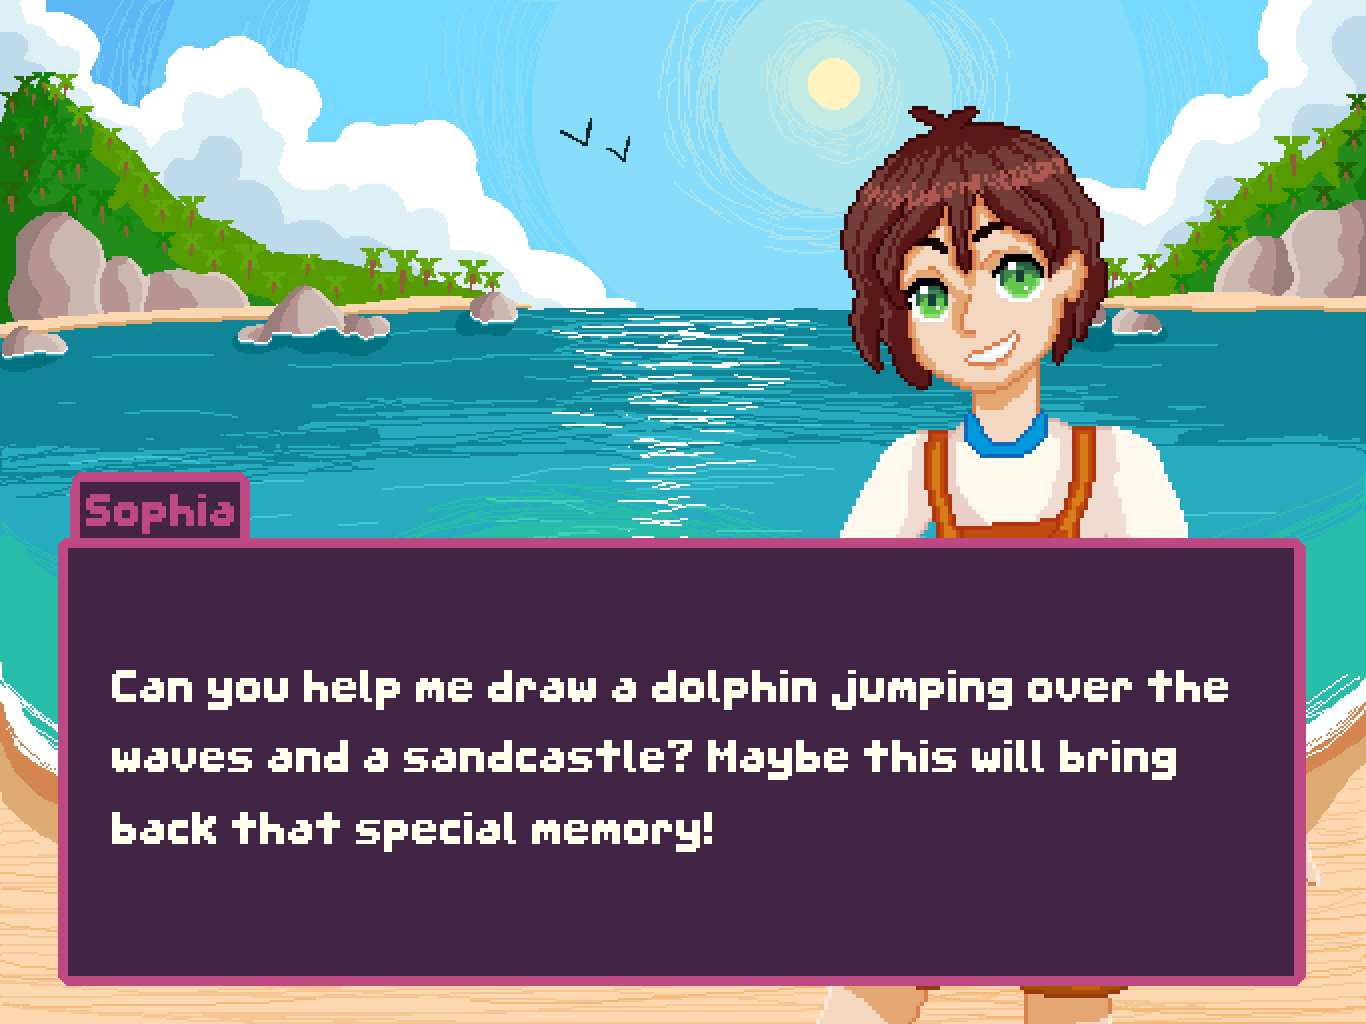 Sophia
Can you help me draw a dolphin jumping over the
waves and a sandcastle? Maybe this will bring
back that special memory!